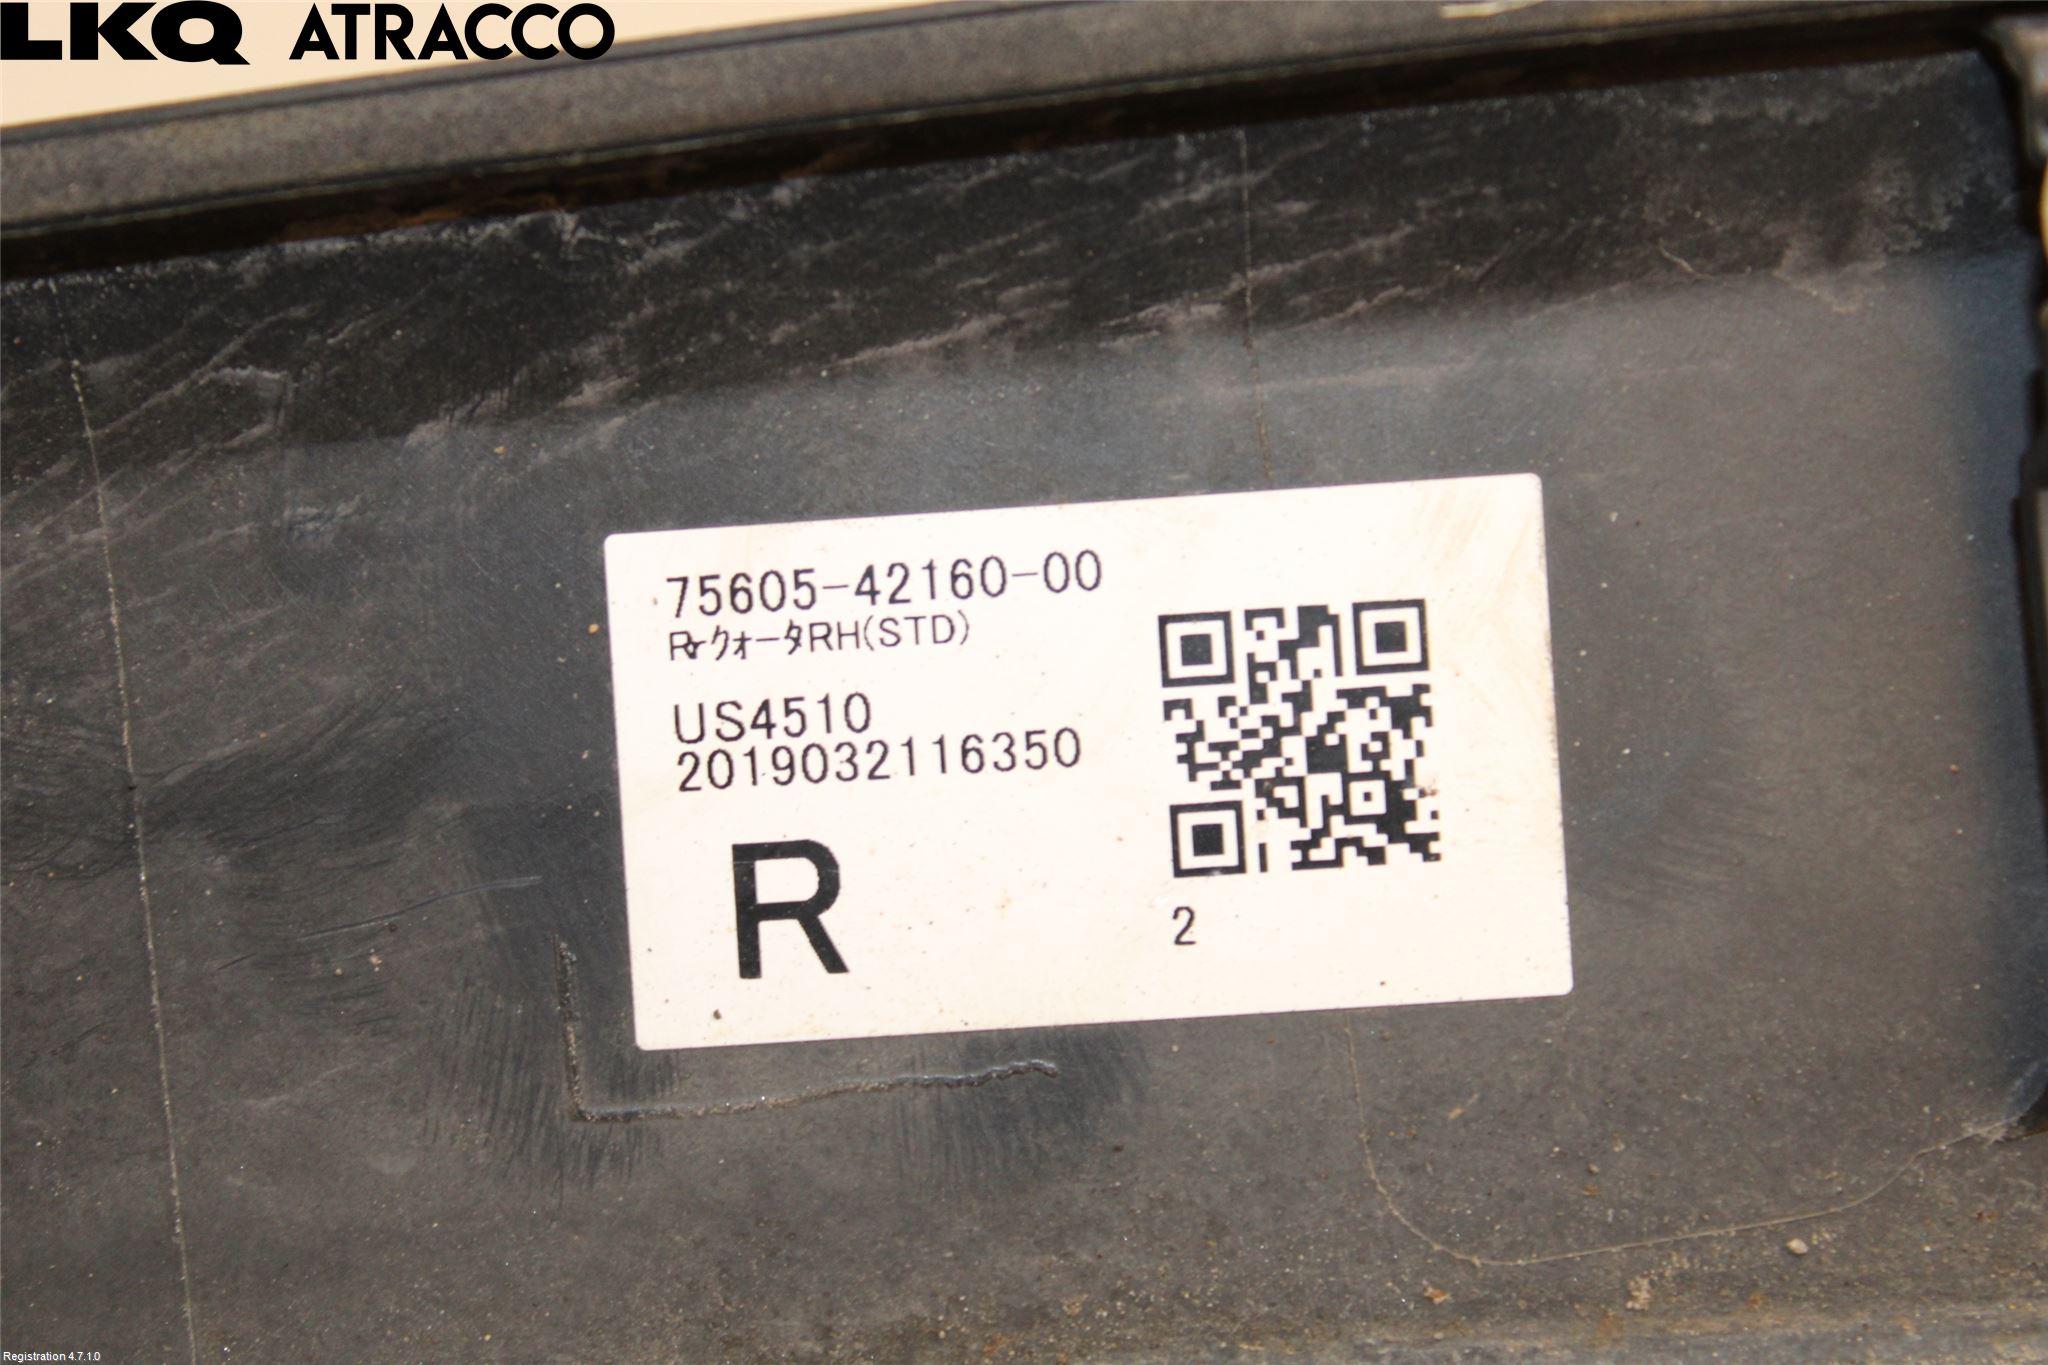 LKQ ATRACCO
75605-42160-00
Rrクォータ RH(STD)
US4510
2019032116350
R
2
Registration 4.7.1.0